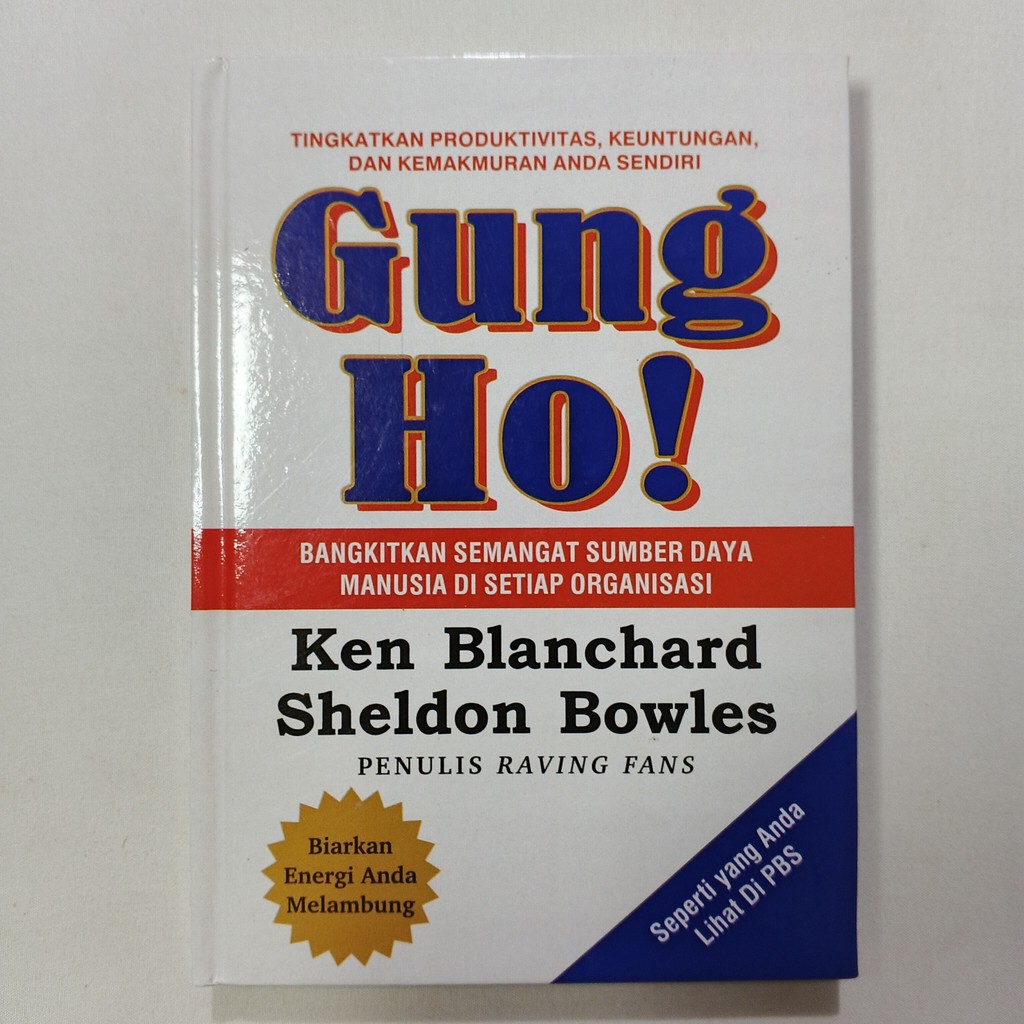 TINGKATKAN PRODUKTIVITAS, KEUNTUNGAN,
DAN KEMAKMURAN ANDA SENDIRI
Gung
Ho!
BANGKITKAN SEMANGAT SUMBER DAYA
MANUSIA DI SETIAP ORGANISASI
Ken Blanchard
Sheldon Bowles
PENULIS RAVING FANS
Biarkan
Energi Anda
Melambung
Seperti yang Anda
Lihat Di PBS